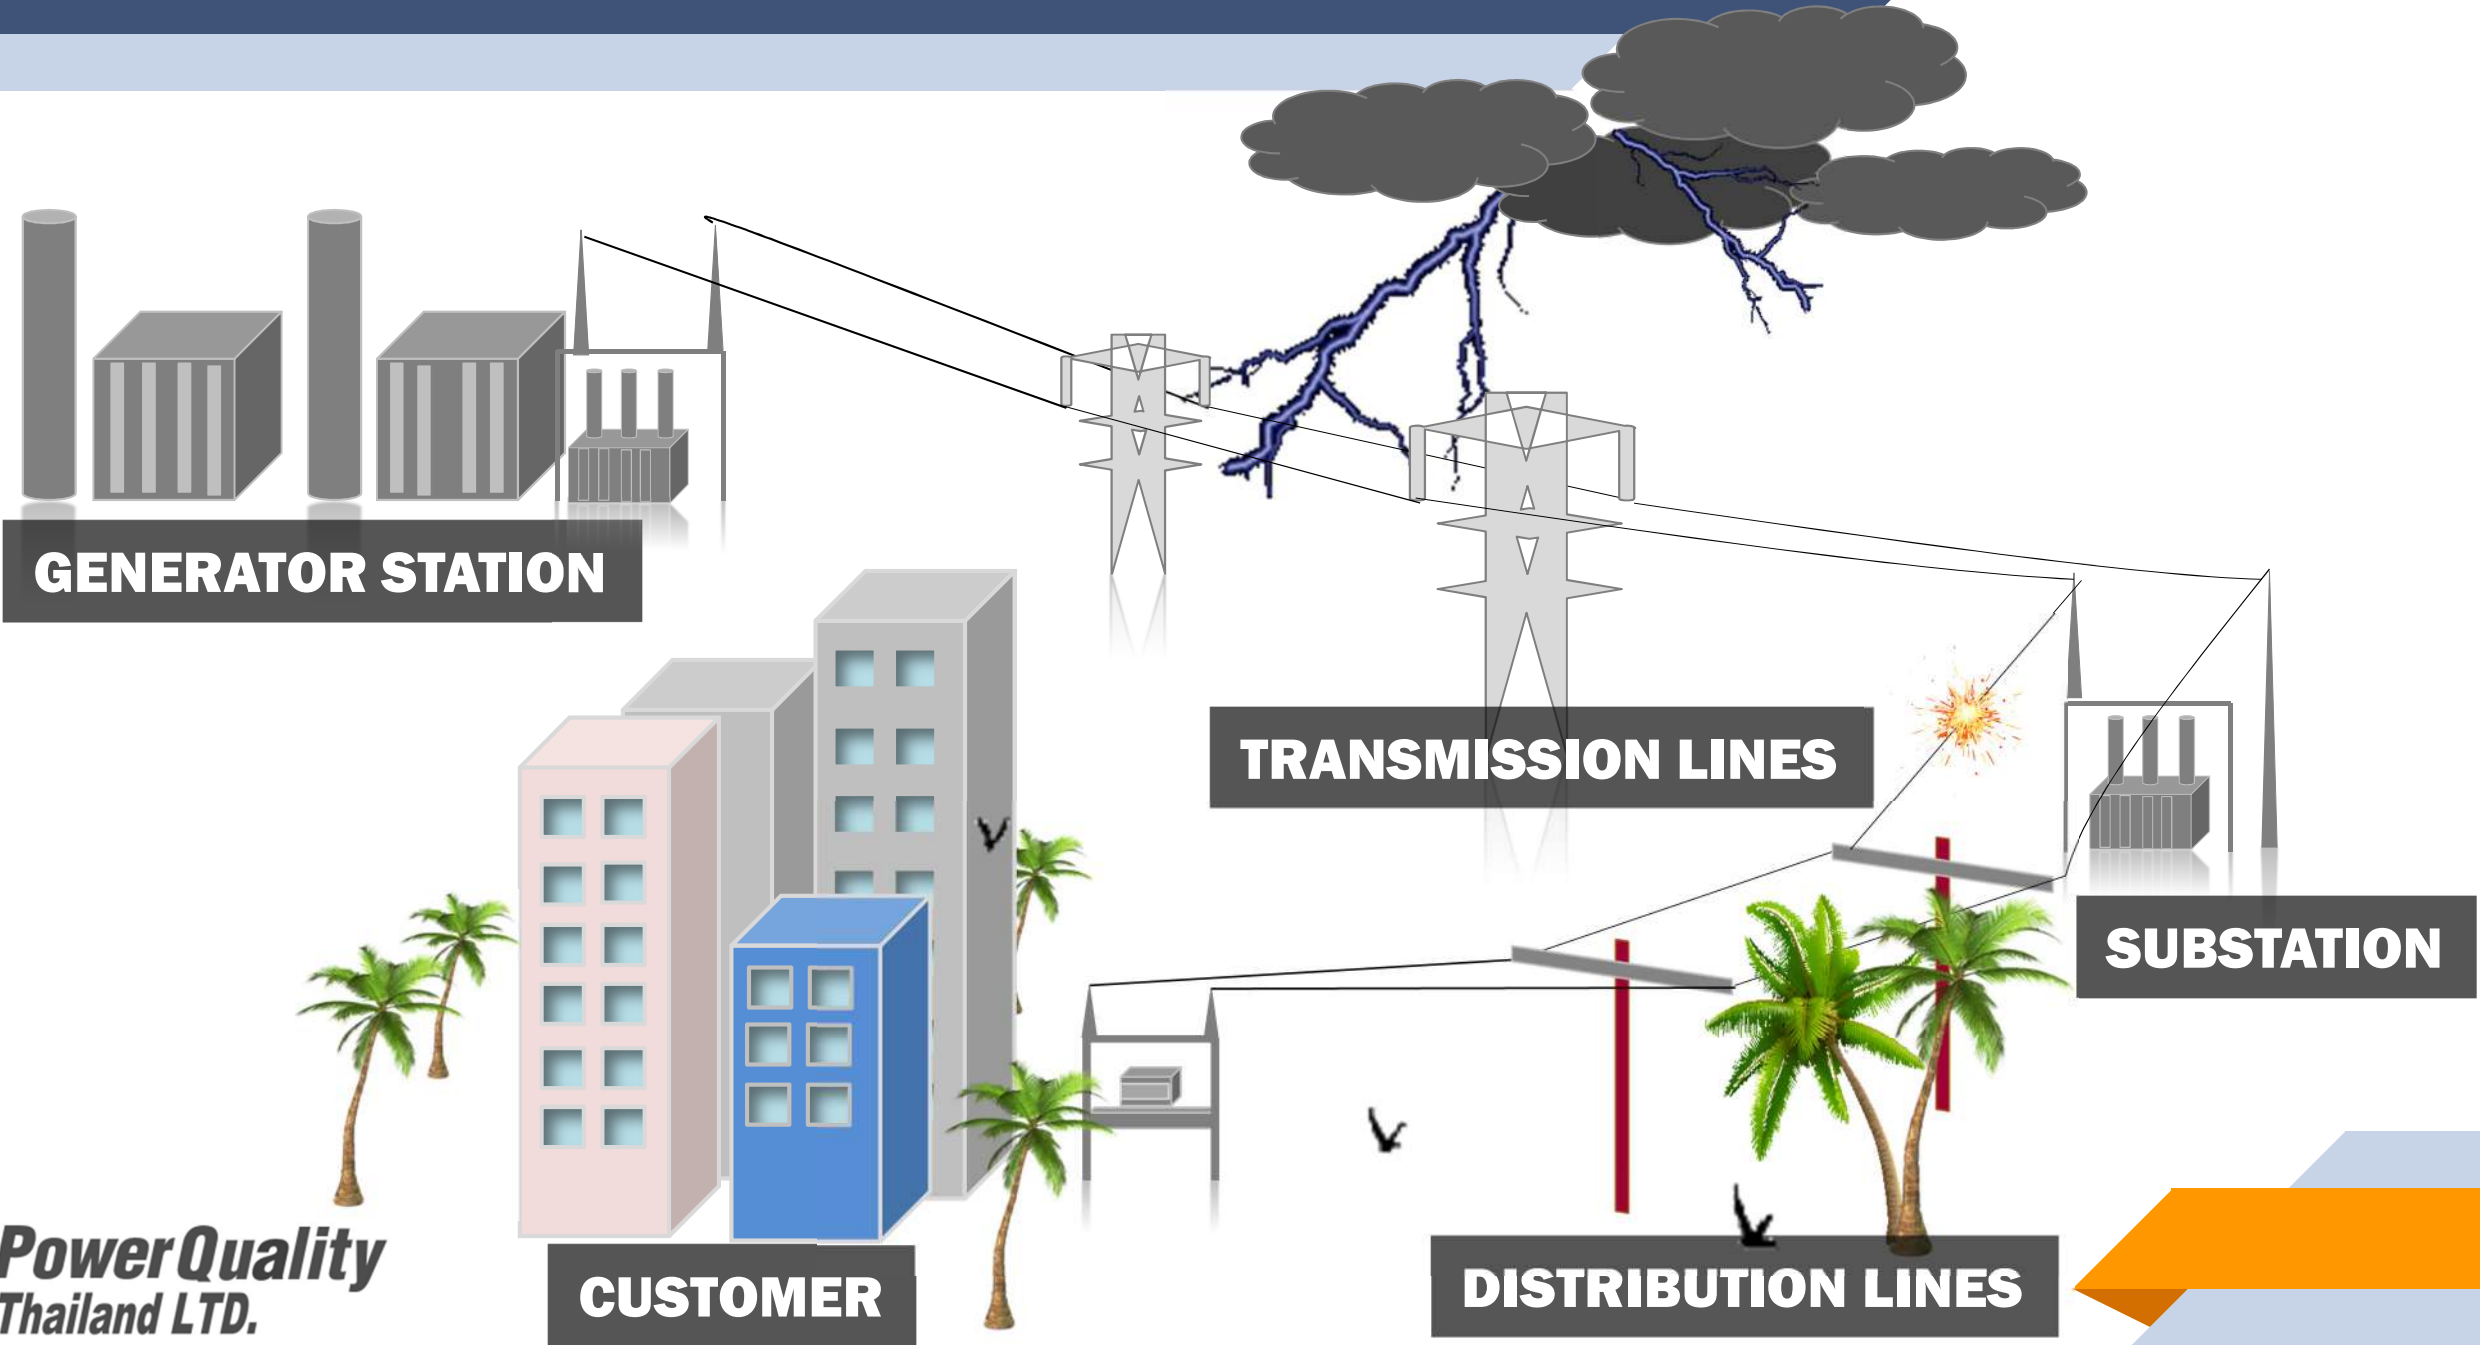 GENERATOR STATION
TRANSMISSION LINES
SUBSTATION
DISTRIBUTION LINES
CUSTOMER
PowerQuality
Thailand LTD.